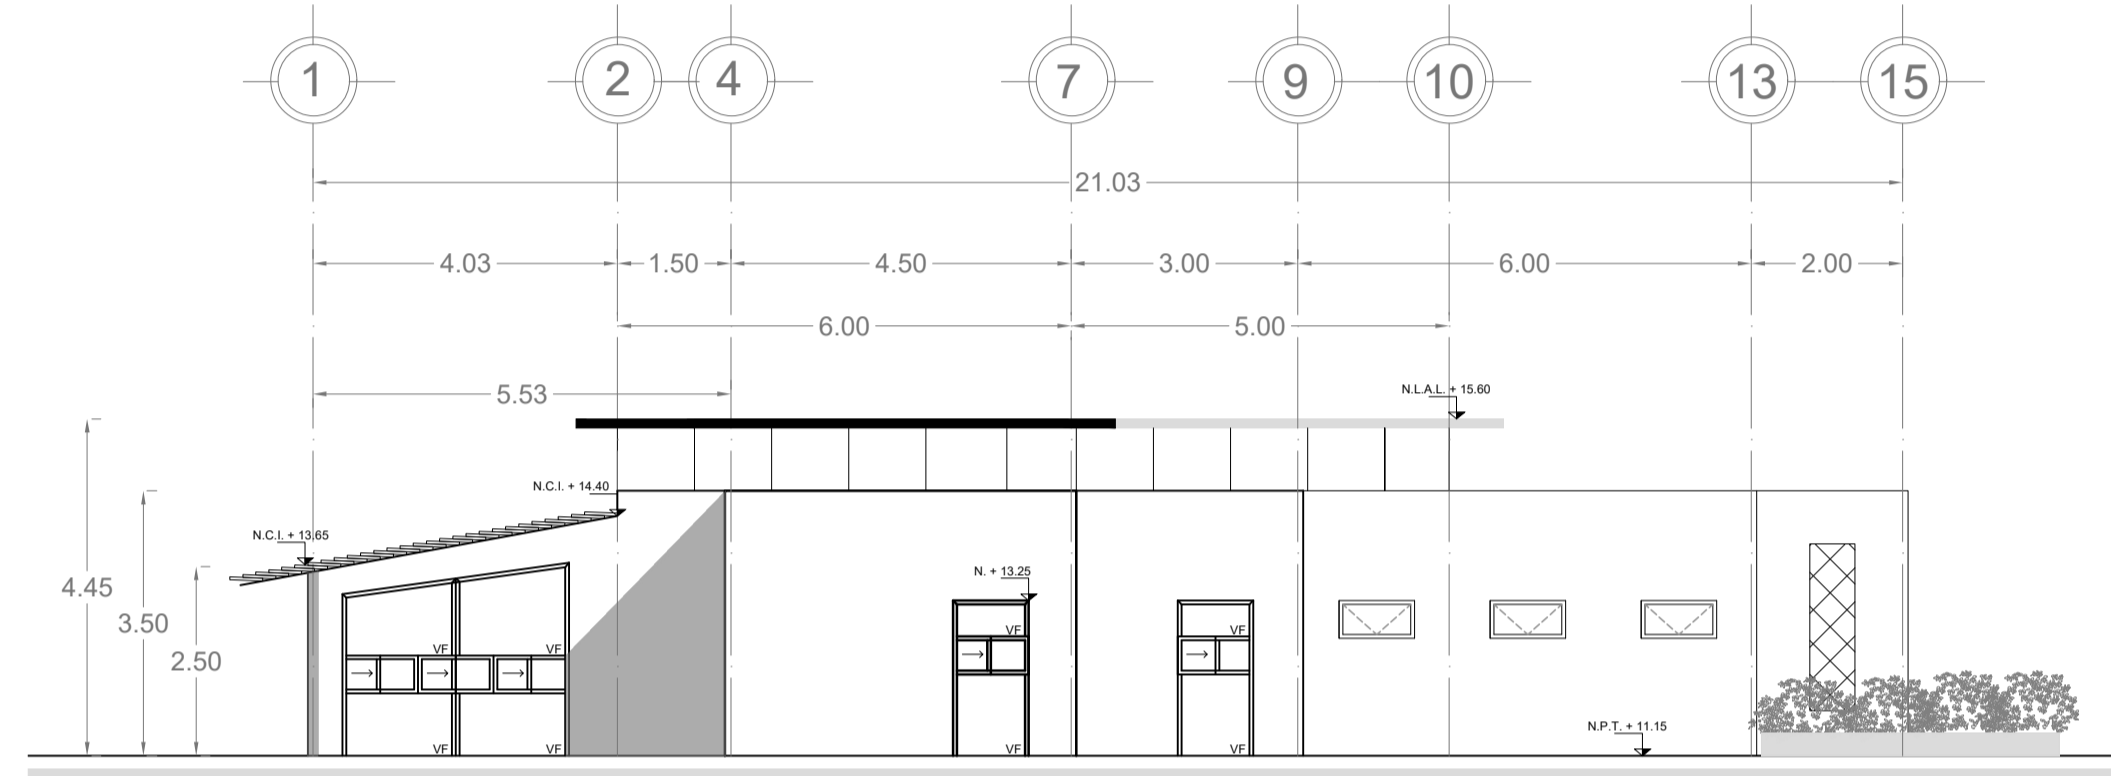 1 2 4 7 9 10 13 15
21.03
4.03 1.50 4.50 3.00 6.00 2.00
6.00 5.00
5.53
N.L.A.L. + 15.60
N.C.I. + 14.40
N.C.I. + 13.65
N. + 13.25
4.45
3.50
2.50
VF VF
VF VF
VF VF VF VF
N.P.T. + 11.15